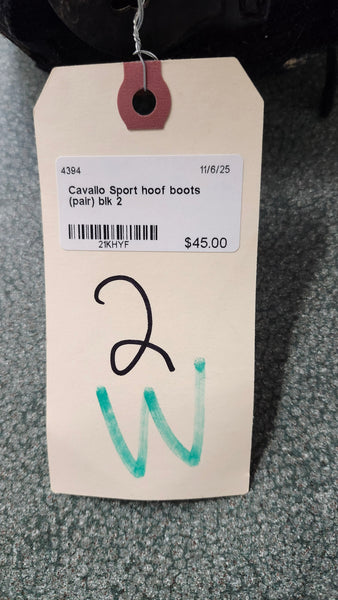 4394 11/6/25
Cavallo Sport hoof boots
(pair) blk 2
21KHYF $45.00
2
W